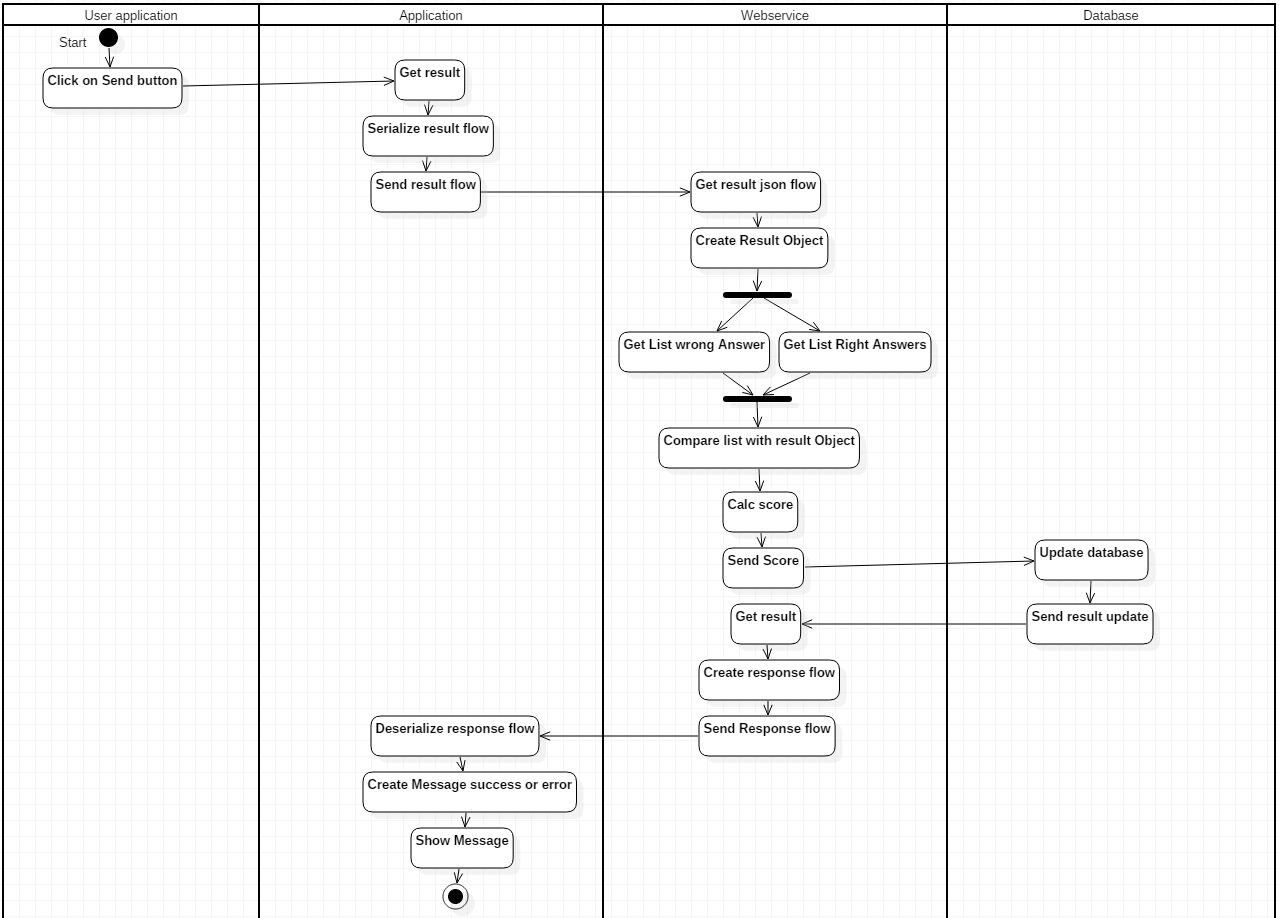 User application
Application
Webservice
Database
Start
Click on Send button
Get result
Serialize result flow
Send result flow
Get result json flow
Create Result Object
Get List wrong Answer
Get List Right Answers
Compare list with result Object
Calc score
Send Score
Update database
Send result update
Get result
Create response flow
Send Response flow
Deserialize response flow
Create Message success or error
Show Message